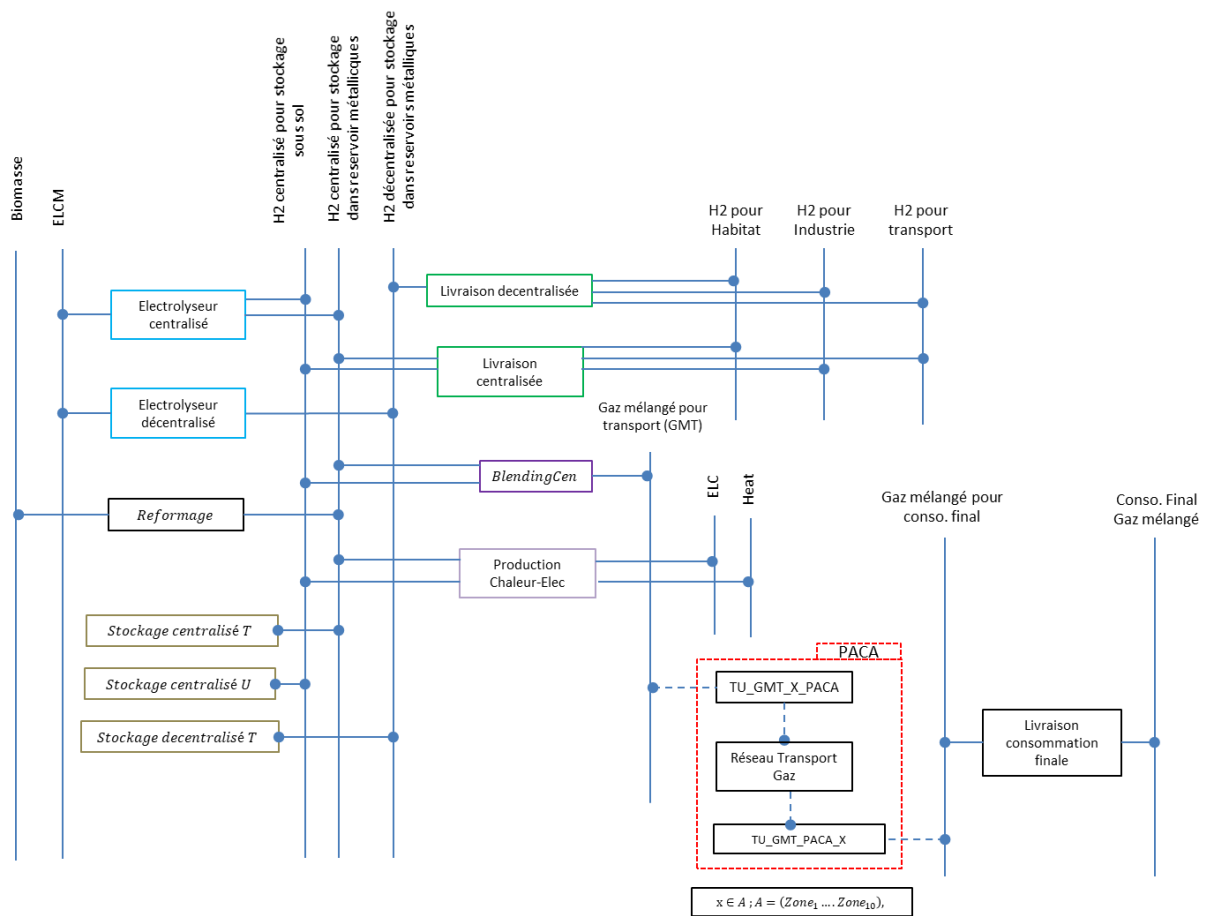 Biomasse
ELCM
H2 centralisé pour stockage
sous sol
H2 centralisé pour stockage
dans reservoir métallicques
H2 décentralisée pour stockage
dans reservoirs métalliques
H2 pour
Habitat
H2 pour
Industrie
H2 pour
transport
Livraison decentralisée
Electrolyseur
centralisé
Livraison
centralisée
Electrolyseur
décentralisé
Gaz mélangé pour
transport (GMT)
BlendingCen
ELC
Heat
Gaz mélangé pour
conso. final
Conso. Final
Gaz mélangé
Reformage
Production
Chaleur-Elec
Stockage centralisé T
Stockage centralisé U
Stockage decentralisé T
PACA
TU_GMT_X_PACA
Réseau Transport
Gaz
TU_GMT_PACA_X
Livraison
consommation
finale
x ∈ A ; A = (Zone₁ .... Zone₁₀),